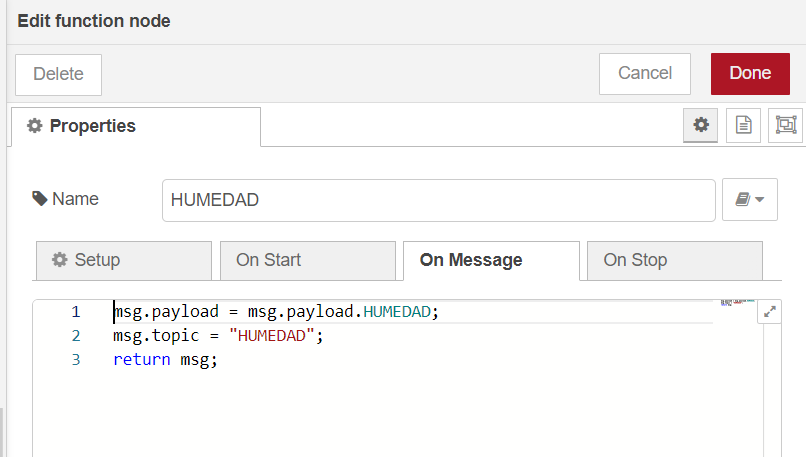 Edit function node
Delete
Cancel
Done
Properties
Name
HUMEDAD
Setup
On Start
On Message
On Stop
1 msg.payload = msg.payload.HUMEDAD;
2 msg.topic = "HUMEDAD";
3 return msg;